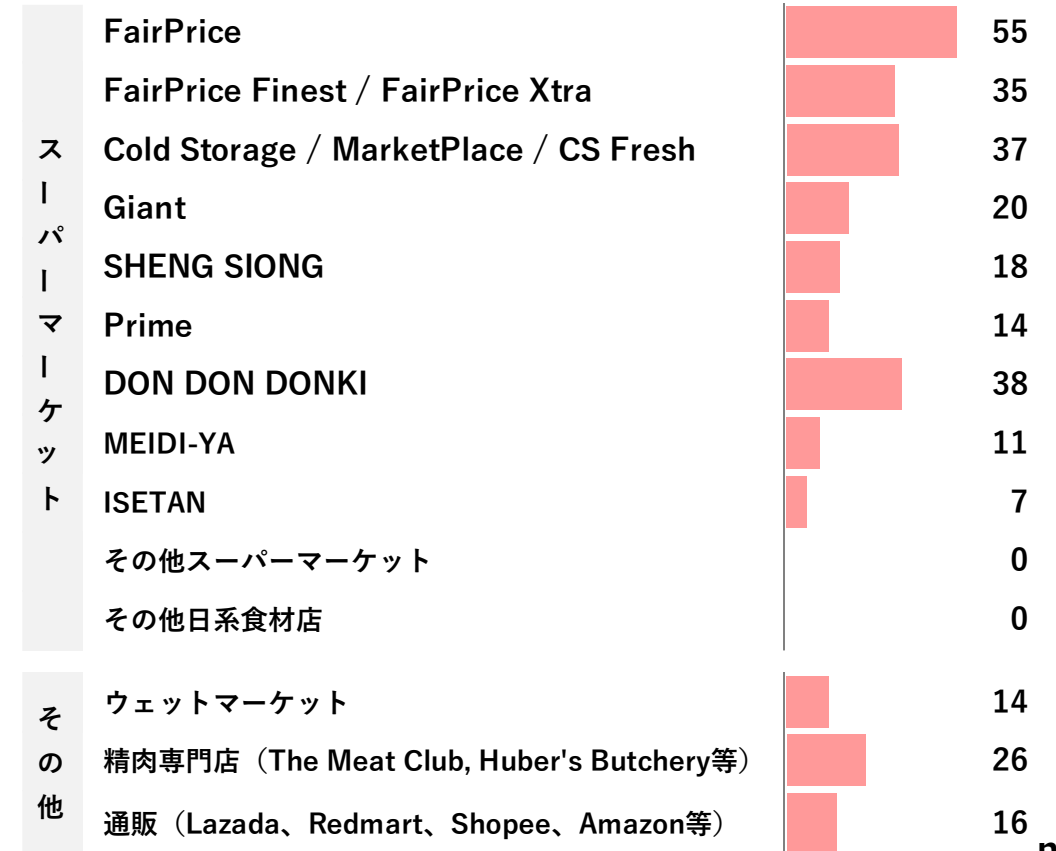 スーパーマーケット
FairPrice 55
FairPrice Finest / FairPrice Xtra 35
Cold Storage / MarketPlace / CS Fresh 37
Giant 20
SHENG SIONG 18
Prime 14
DON DON DONKI 38
MEIDI-YA 11
ISETAN 7
その他スーパーマーケット 0
その他日系食材店 0
その他
ウェットマーケット 14
精肉専門店（The Meat Club, Huber's Butchery等） 26
通販（Lazada、Redmart、Shopee、Amazon等） 16